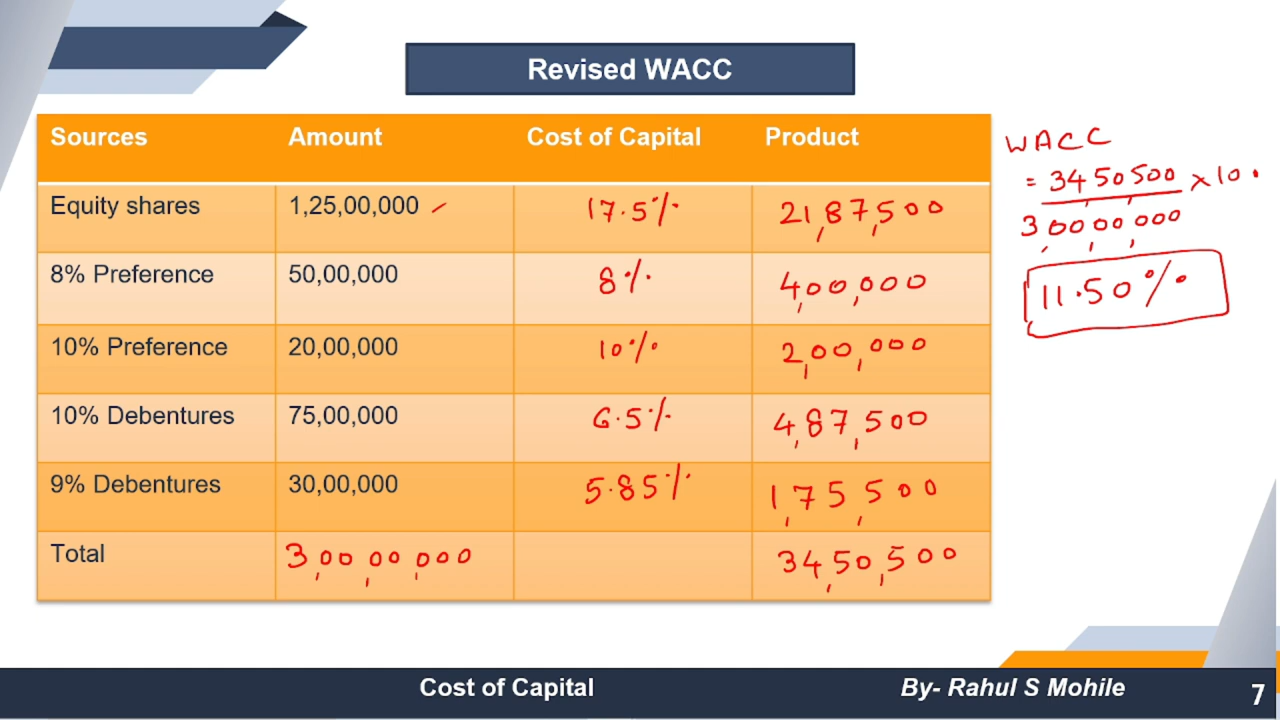 Revised WACC
Sources Amount Cost of Capital Product
Equity shares 1,25,00,000 17.5% 21,87,500
8% Preference 50,00,000 8% 4,00,000
10% Preference 20,00,000 10% 2,00,000
10% Debentures 75,00,000 6.5% 4,87,500
9% Debentures 30,00,000 5.85% 1,75,500
Total 3,00,00,000 34,50,500
WACC
= 34,50,500 × 100
3,00,00,000
11.50%
Cost of Capital By- Rahul S Mohile 7